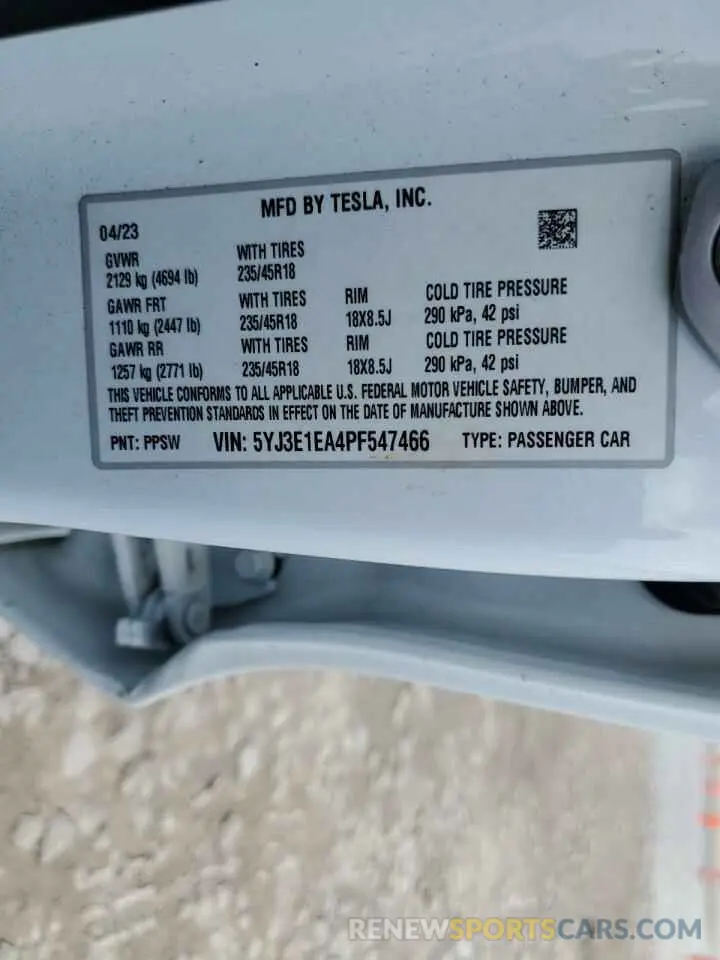 MFD BY TESLA, INC.
04/23
GVWR WITH TIRES
2129 kg (4694 lb) 235/45R18
GAWR FRT WITH TIRES RIM COLD TIRE PRESSURE
1110 kg (2447 lb) 235/45R18 18X8.5J 290 kPa, 42 psi
GAWR RR WITH TIRES RIM COLD TIRE PRESSURE
1257 kg (2771 lb) 235/45R18 18X8.5J 290 kPa, 42 psi
THIS VEHICLE CONFORMS TO ALL APPLICABLE U.S. FEDERAL MOTOR VEHICLE SAFETY, BUMPER, AND
THEFT PREVENTION STANDARDS IN EFFECT ON THE DATE OF MANUFACTURE SHOWN ABOVE.
PNT: PPSW VIN: 5YJ3E1EA4PF547466 TYPE: PASSENGER CAR
RENEWSPORTSCARS.COM